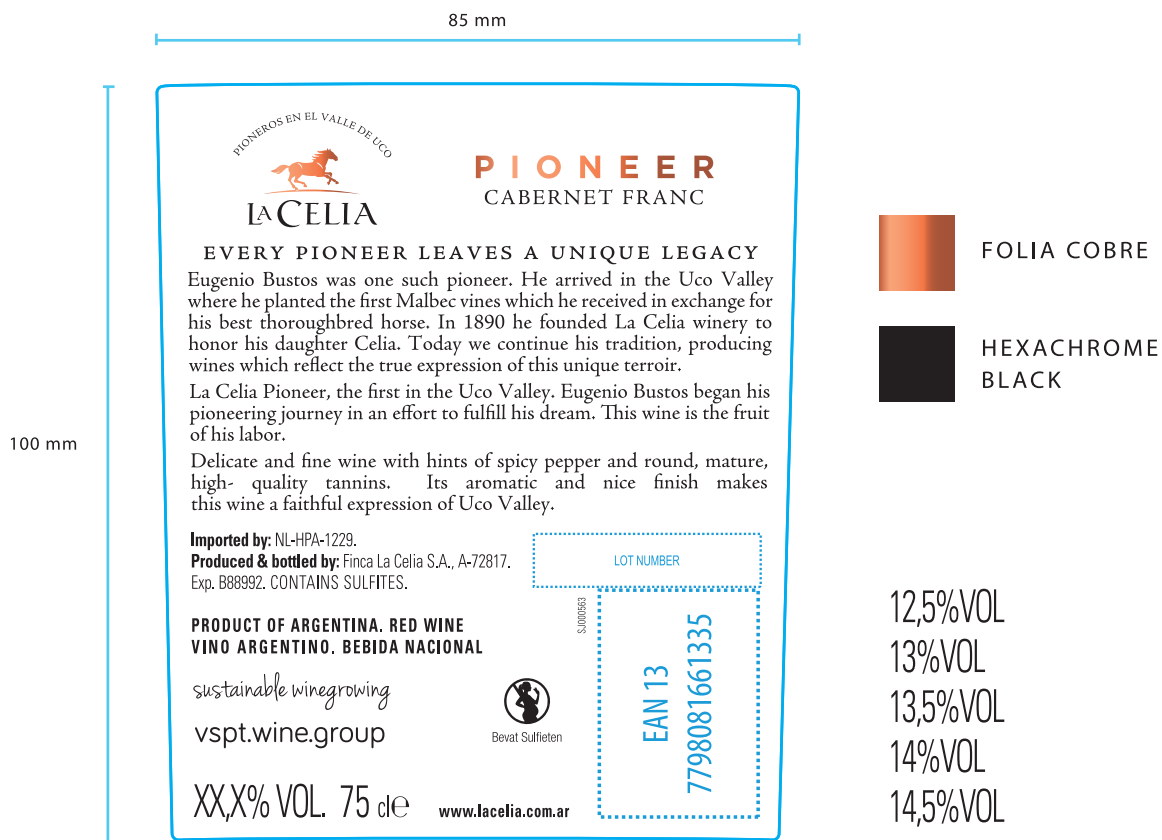 85 mm
100 mm
PIONEROS EN EL VALLE DE UCO
LA CELIA
PIONEER
CABERNET FRANC
EVERY PIONEER LEAVES A UNIQUE LEGACY
Eugenio Bustos was one such pioneer. He arrived in the Uco Valley
where he planted the first Malbec vines which he received in exchange for
his best thoroughbred horse. In 1890 he founded La Celia winery to
honor his daughter Celia. Today we continue his tradition, producing
wines which reflect the true expression of this unique terroir.
La Celia Pioneer, the first in the Uco Valley. Eugenio Bustos began his
pioneering journey in an effort to fulfill his dream. This wine is the fruit
of his labor.
Delicate and fine wine with hints of spicy pepper and round, mature,
high- quality tannins. Its aromatic and nice finish makes
this wine a faithful expression of Uco Valley.
Imported by: NL-HPA-1229.
Produced & bottled by: Finca La Celia S.A., A-72817.
Exp. B88992. CONTAINS SULFITES.
PRODUCT OF ARGENTINA. RED WINE
VINO ARGENTINO. BEBIDA NACIONAL
sustainable winegrowing
vspt.wine.group
Bevat Sulfieten
XX,X% VOL. 75 cl e
www.lacelia.com.ar
LOT NUMBER
SJ000563
EAN 13
7798081661335
FOLIA COBRE
HEXACHROME
BLACK
12,5%VOL
13%VOL
13,5%VOL
14%VOL
14,5%VOL